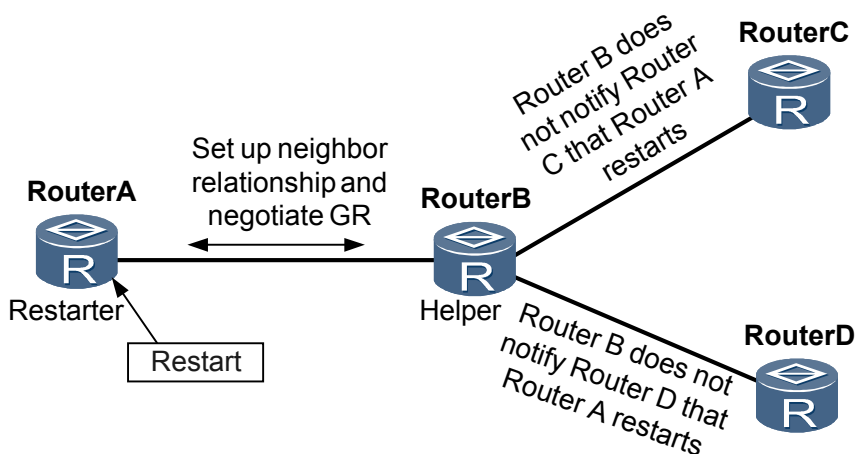 RouterC
Router B does
not notify Router
C that Router A
restarts
R
Set up neighbor
relationship and
negotiate GR
RouterA
RouterB
R
R
Restarter
Helper
Restart
Router B does not
notify Router D that
Router A restarts
RouterD
R